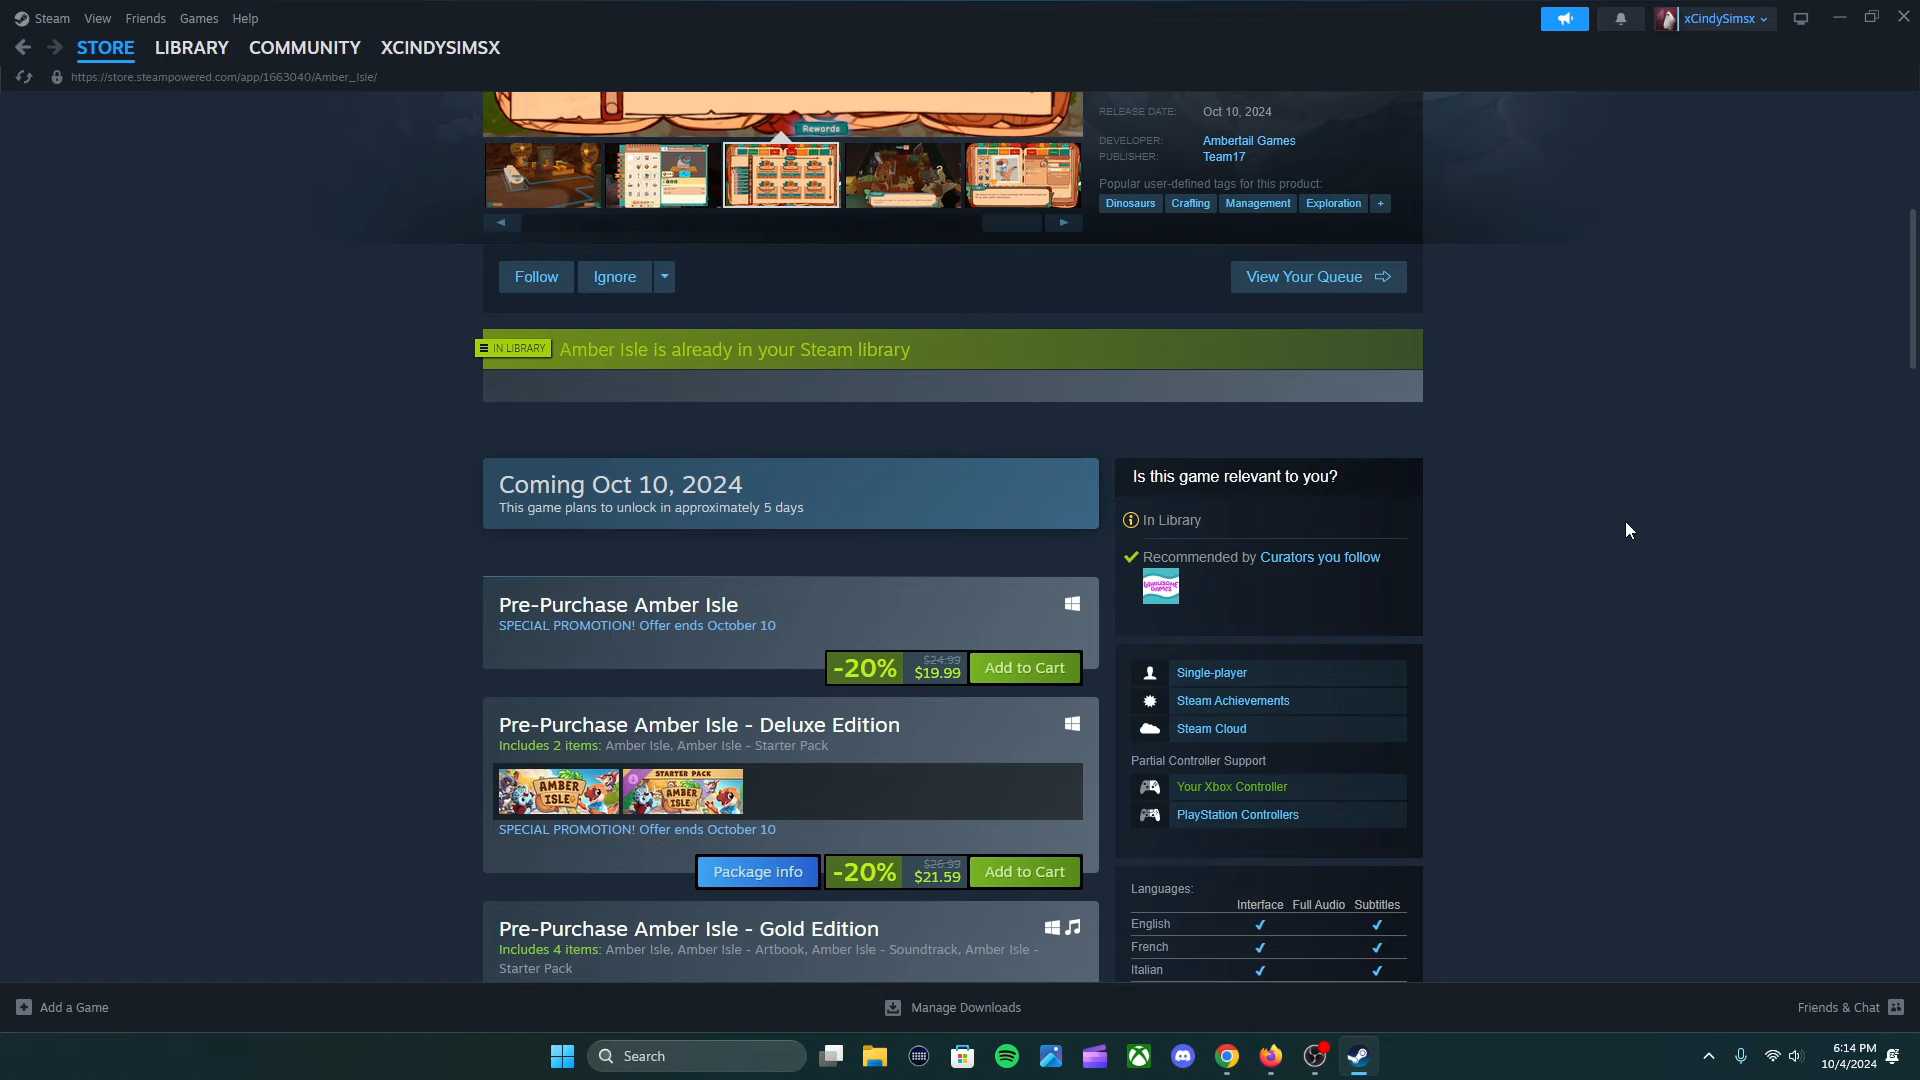 Steam View Friends Games Help
xCindySimsx
STORE LIBRARY COMMUNITY XCINDYSIMSX
https://store.steampowered.com/app/1663040/Amber_Isle/
Rewards
RELEASE DATE: Oct 10, 2024
DEVELOPER: Ambertail Games
PUBLISHER: Team17
Popular user-defined tags for this product:
Dinosaurs Crafting Management Exploration +
Follow Ignore View Your Queue
IN LIBRARY Amber Isle is already in your Steam library
Coming Oct 10, 2024
This game plans to unlock in approximately 5 days
Is this game relevant to you?
In Library
Recommended by Curators you follow
WHOLESOME GAMES
Pre-Purchase Amber Isle
SPECIAL PROMOTION! Offer ends October 10
-20% $24.99 $19.99 Add to Cart
Pre-Purchase Amber Isle - Deluxe Edition
Includes 2 items: Amber Isle, Amber Isle - Starter Pack
AMBER ISLE
STARTER PACK
AMBER ISLE
SPECIAL PROMOTION! Offer ends October 10
Package info -20% $26.99 $21.59 Add to Cart
Pre-Purchase Amber Isle - Gold Edition
Includes 4 items: Amber Isle, Amber Isle - Artbook, Amber Isle - Soundtrack, Amber Isle -
Starter Pack
Single-player
Steam Achievements
Steam Cloud
Partial Controller Support
Your Xbox Controller
PlayStation Controllers
Languages:
Interface Full Audio Subtitles
English ✔ ✔
French ✔ ✔
Italian ✔ ✔
Add a Game
Manage Downloads
Friends & Chat
Search
6:14 PM
10/4/2024